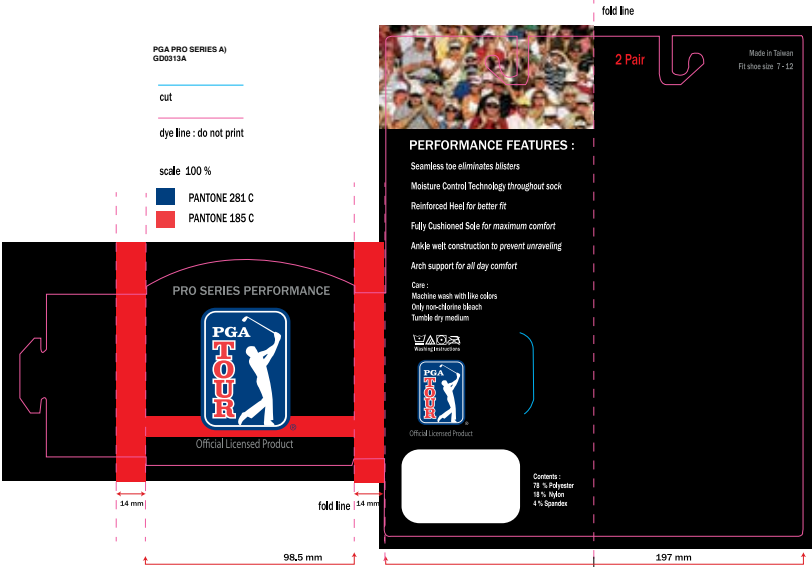 fold line
PGA PRO SERIES A)
GD0313A
cut
dye line : do not print
scale 100 %
PANTONE 281 C
PANTONE 185 C
2 Pair
Made in Taiwan
Fit shoe size 7 - 12
PERFORMANCE FEATURES :
Seamless toe eliminates blisters
Moisture Control Technology throughout sock
Reinforced Heel for better fit
Fully Cushioned Sole for maximum comfort
Ankle welt construction to prevent unraveling
Arch support for all day comfort
Care :
Machine wash with like colors
Only non-chlorine bleach
Tumble dry medium
Washing Instructions
PGA
TOUR
®
Official Licensed Product
Contents :
78 % Polyester
18 % Nylon
4 % Spandex
PRO SERIES PERFORMANCE
PGA
TOUR
®
Official Licensed Product
14 mm
fold line
14 mm
98.5 mm
197 mm